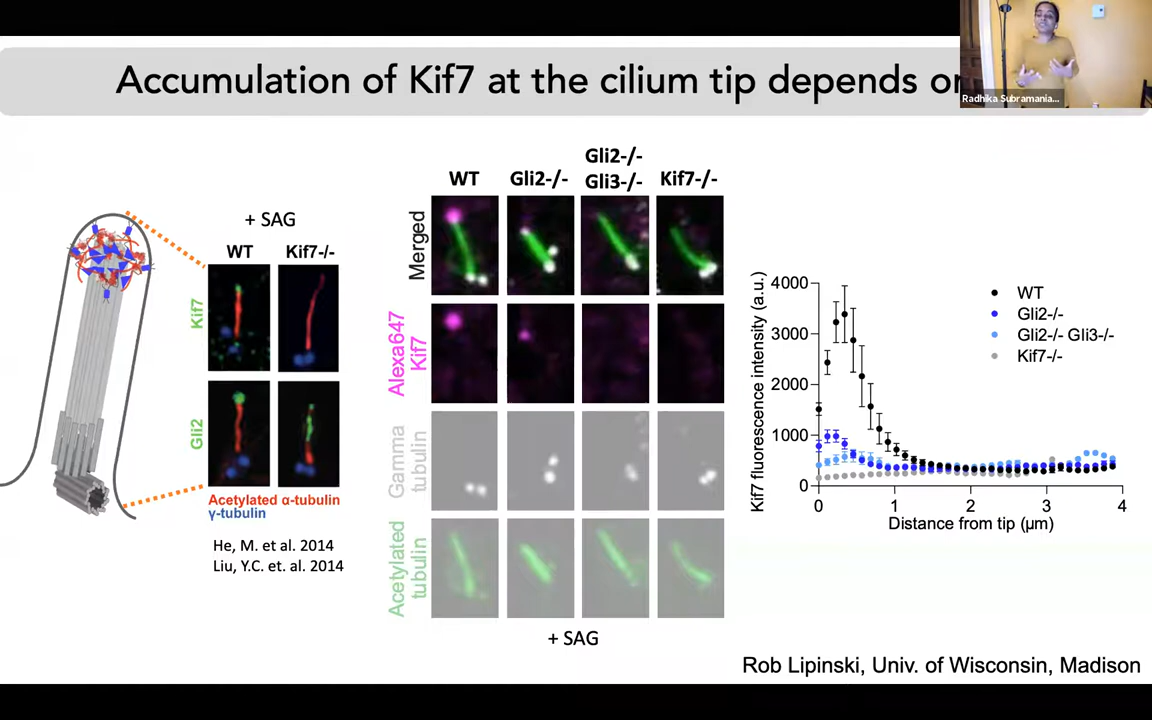 Accumulation of Kif7 at the cilium tip depends on
Radhika Subramania...
+ SAG
WT
Kif7-/-
Kif7
Gli2
Acetylated α-tubulin
γ-tubulin
He, M. et al. 2014
Liu, Y.C. et. al. 2014
WT
Gli2-/-
Gli2-/-
Gli3-/-
Kif7-/-
Merged
Alexa647
Kif7
Gamma
tubulin
Acetylated
tubulin
+ SAG
Kif7 fluorescence intensity (a.u.)
4000
3000
2000
1000
0
0
1
2
3
4
Distance from tip (µm)
WT
Gli2-/-
Gli2-/- Gli3-/-
Kif7-/-
Rob Lipinski, Univ. of Wisconsin, Madison